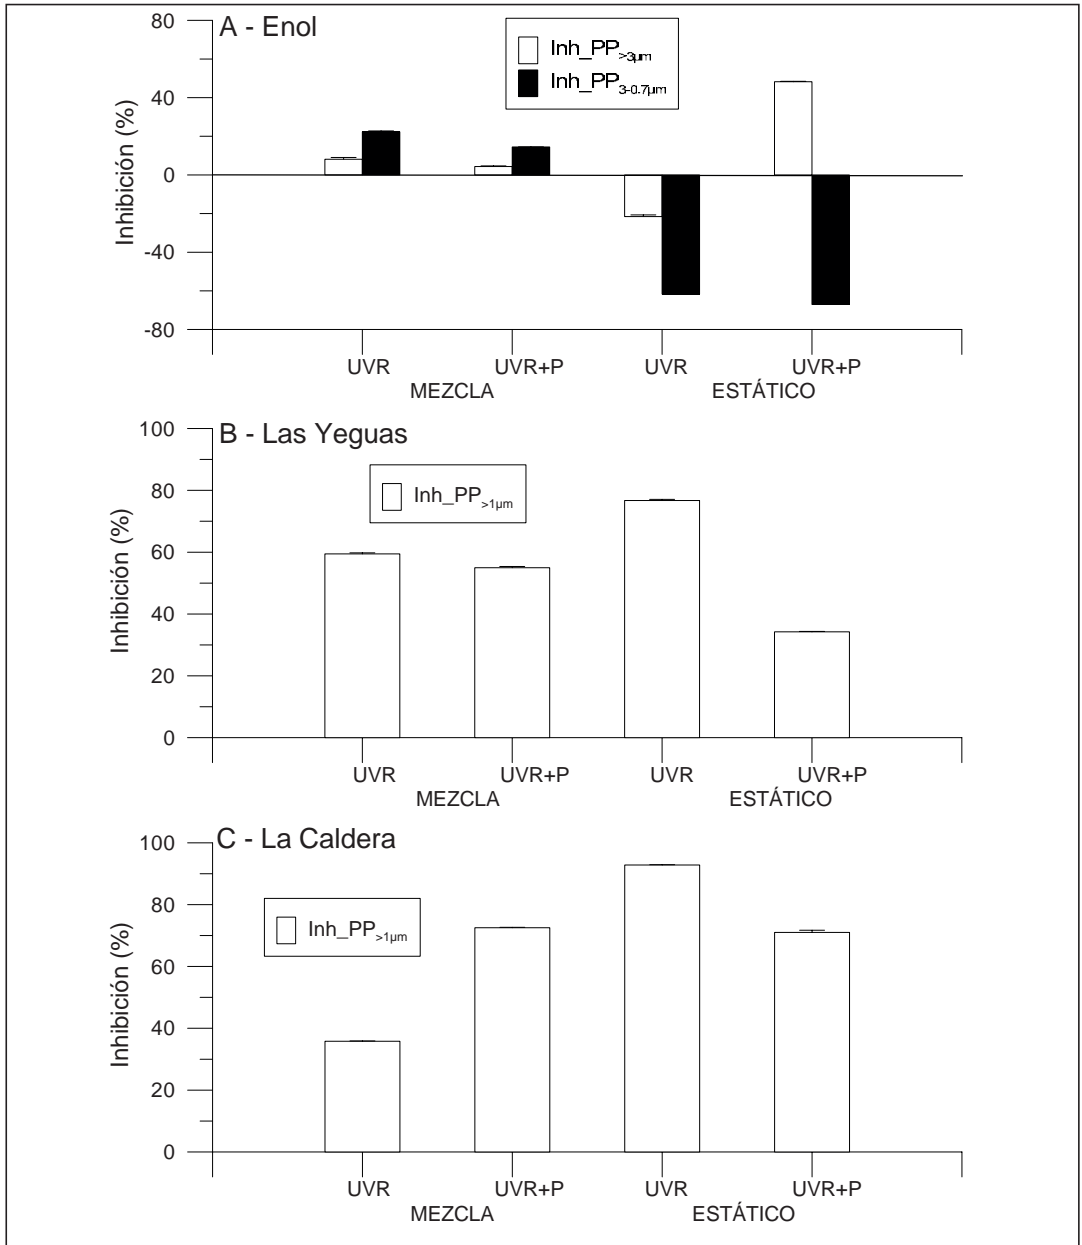 A - Enol
Inh_PP>3µm
Inh_PP3-0.7µm
Inhibición (%)
80
40
0
-40
-80
UVR UVR+P UVR UVR+P
MEZCLA ESTÁTICO
B - Las Yeguas
Inh_PP>1µm
Inhibición (%)
100
80
60
40
20
0
UVR UVR+P UVR UVR+P
MEZCLA ESTÁTICO
C - La Caldera
Inh_PP>1µm
Inhibición (%)
100
80
60
40
20
0
UVR UVR+P UVR UVR+P
MEZCLA ESTÁTICO